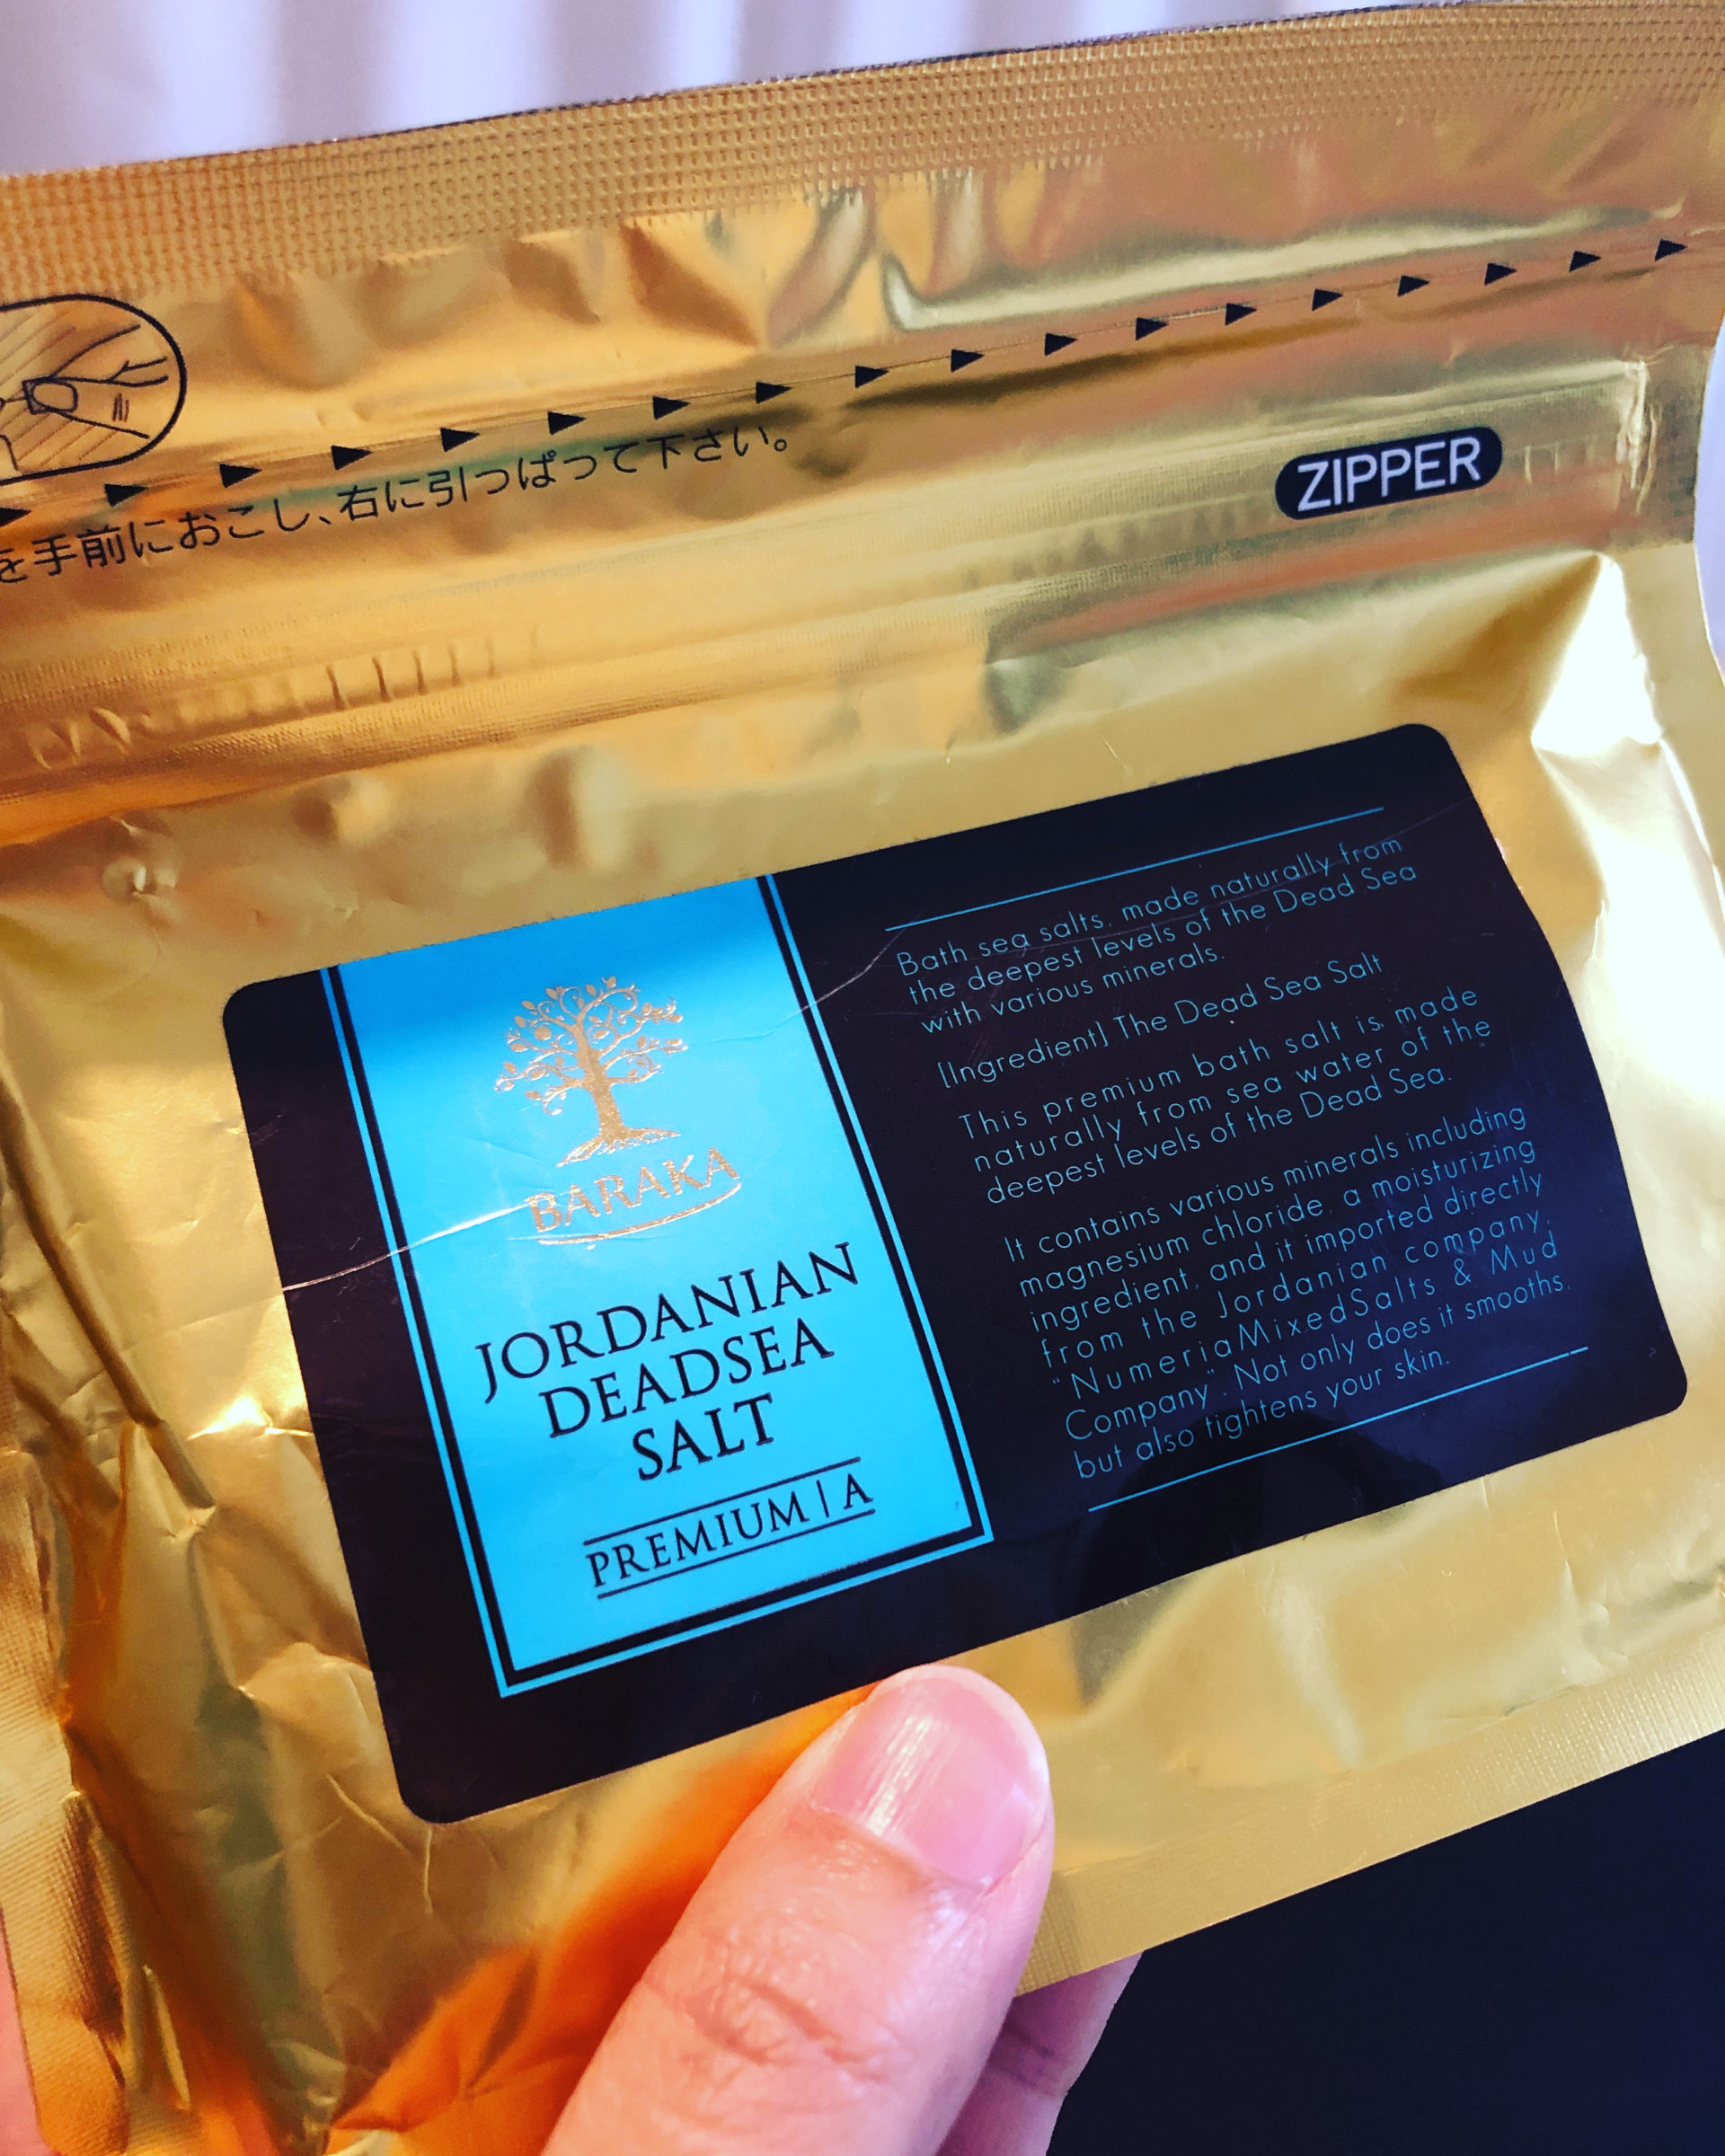 を手前におこし、右に引っぱって下さい。
ZIPPER
BARAKA
JORDANIAN
DEADSEA
SALT
PREMIUM | A
Bath sea salts, made naturally from
the deepest levels of the Dead Sea
with various minerals.
[Ingredient] The Dead Sea Salt
This premium bath salt is made
naturally from sea water of the
deepest levels of the Dead Sea.
It contains various minerals including
magnesium chloride, a moisturizing
ingredient, and it imported directly
from the Jordanian company,
"NumeriaMixedSalts & Mud
Company". Not only does it smooths,
but also tightens your skin.